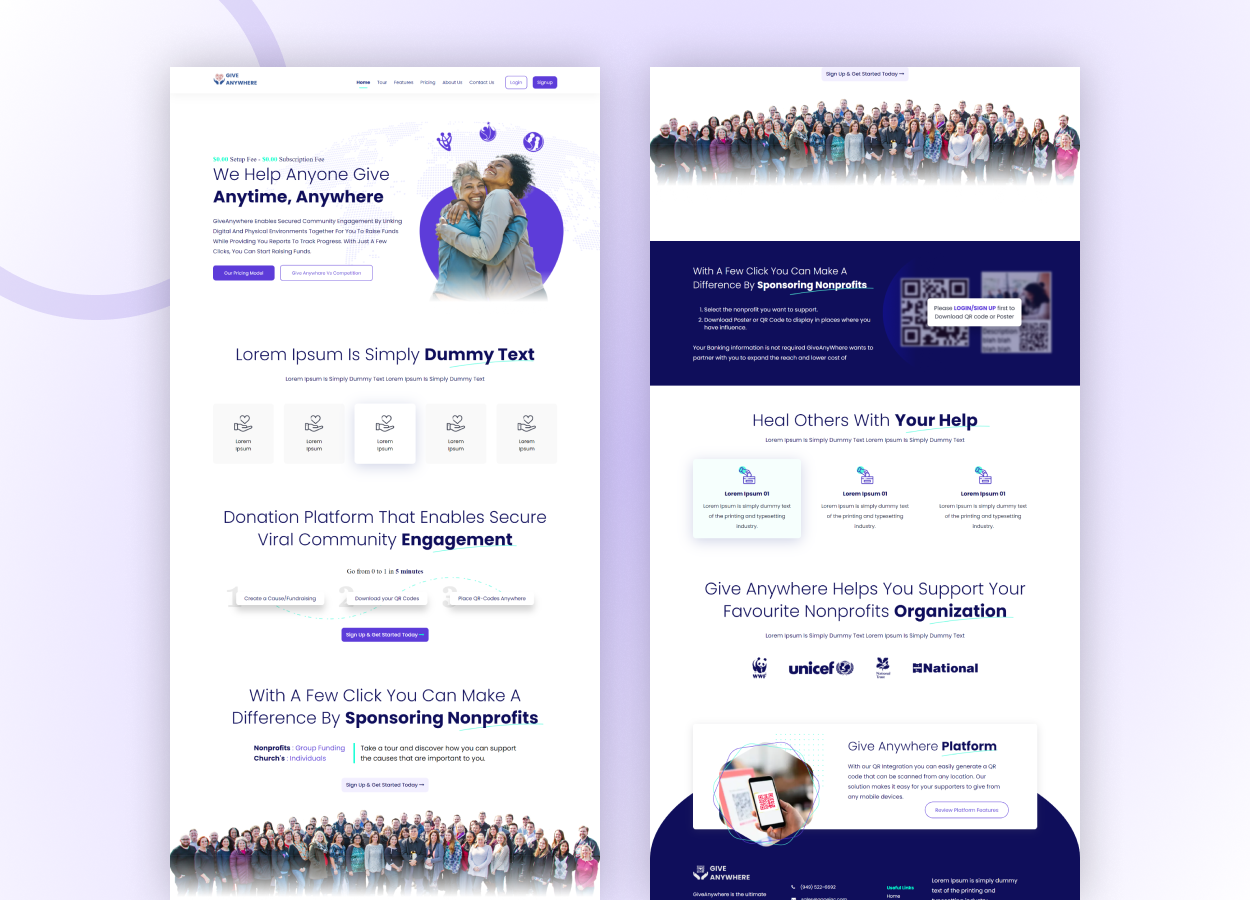 GIVE
ANYWHERE
Home Tour Features Pricing About Us Contact Us Login Signup
$0.00 Setup Fee - $0.00 Subscription Fee
We Help Anyone Give
Anytime, Anywhere
GiveAnywhere Enables Secured Community Engagement By Linking
Digital And Physical Environments Together For You To Raise Funds
While Providing You Reports To Track Progress. With Just A Few
Clicks, You Can Start Raising Funds.
Our Pricing Model
Give Anywhere Vs Competition
Lorem Ipsum Is Simply Dummy Text
Lorem Ipsum Is Simply Dummy Text Lorem Ipsum Is Simply Dummy Text
Lorem
Ipsum
Lorem
Ipsum
Lorem
Ipsum
Lorem
Ipsum
Lorem
Ipsum
Donation Platform That Enables Secure
Viral Community Engagement
Go from 0 to 1 in 5 minutes
1 Create a Cause/Fundraising
2 Download your QR Codes
3 Place QR-Codes Anywhere
Sign Up & Get Started Today →
With A Few Click You Can Make A
Difference By Sponsoring Nonprofits
Nonprofits : Group Funding
Church's : Individuals
Take a tour and discover how you can support
the causes that are important to you.
Sign Up & Get Started Today →
Sign Up & Get Started Today →
With A Few Click You Can Make A
Difference By Sponsoring Nonprofits
1. Select the nonprofit you want to support.
2. Download Poster or QR Code to display in places where you
have influence.
Your Banking information is not required GiveAnyWhere wants to
partner with you to expand the reach and lower cost of
Please LOGIN/SIGN UP first to
Download QR code or Poster
Heal Others With Your Help
Lorem Ipsum Is Simply Dummy Text Lorem Ipsum Is Simply Dummy Text
Lorem Ipsum 01
Lorem Ipsum is simply dummy text
of the printing and typesetting
industry.
Lorem Ipsum 01
Lorem Ipsum is simply dummy text
of the printing and typesetting
industry.
Lorem Ipsum 01
Lorem Ipsum is simply dummy text
of the printing and typesetting
industry.
Give Anywhere Helps You Support Your
Favourite Nonprofits Organization
Lorem Ipsum Is Simply Dummy Text Lorem Ipsum Is Simply Dummy Text
WWF
unicef
National
Trust
National
Give Anywhere Platform
With our QR Integration you can easily generate a QR
code that can be scanned from any location. Our
solution makes it easy for your supporters to give from
any mobile devices.
Review Platform Features
GIVE
ANYWHERE
GiveAnywhere is the ultimate
(949) 522-6692
Useful Links
Home
Lorem Ipsum is simply dummy
text of the printing and